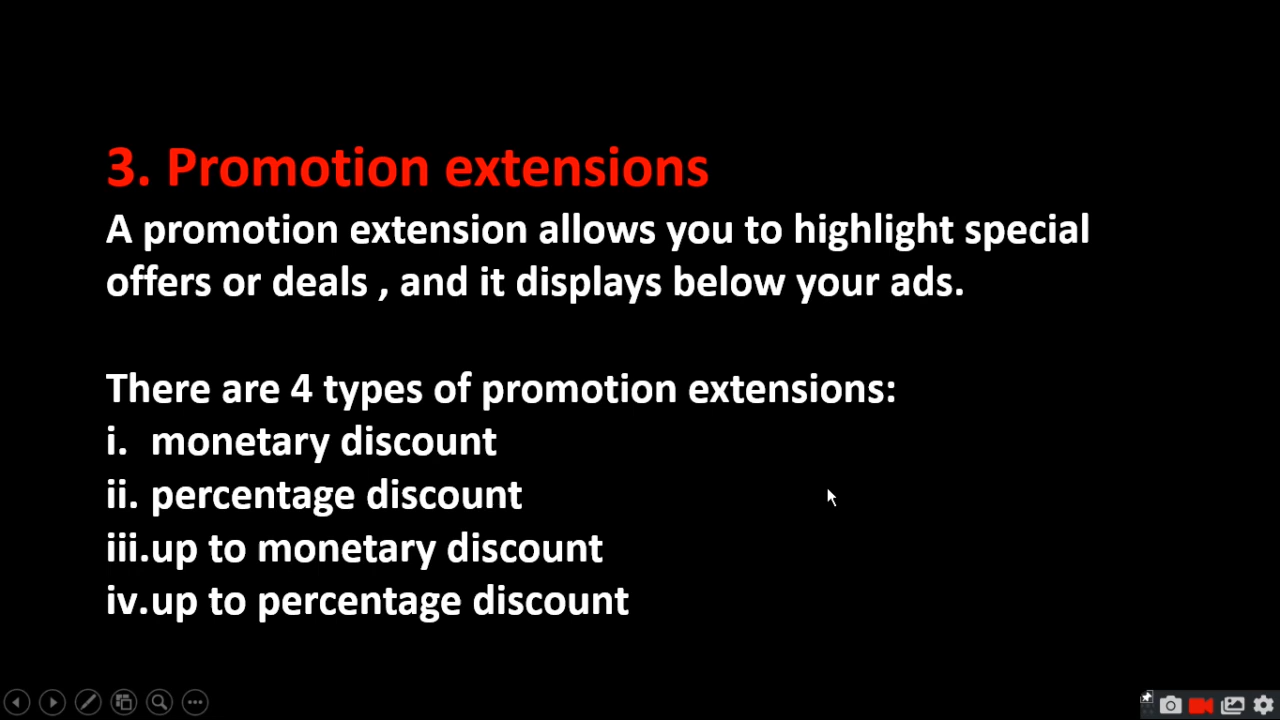 3. Promotion extensions
A promotion extension allows you to highlight special
offers or deals , and it displays below your ads.
There are 4 types of promotion extensions:
i. monetary discount
ii. percentage discount
iii.up to monetary discount
iv.up to percentage discount